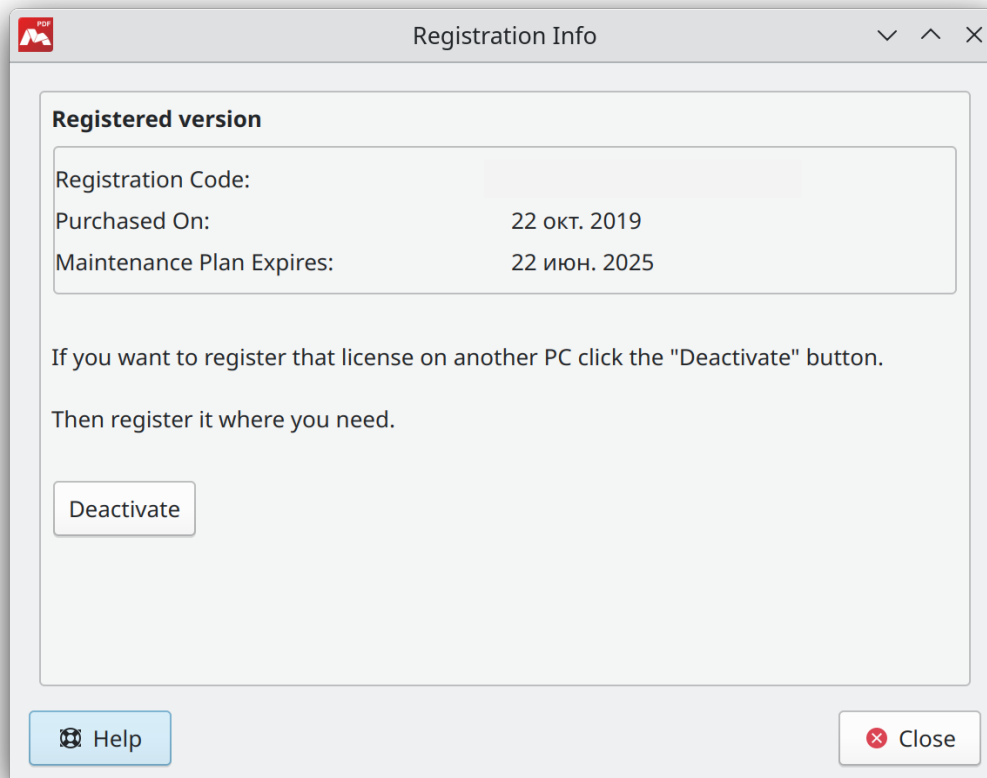 PDF
Registration Info
Registered version
Registration Code:
Purchased On: 22 окт. 2019
Maintenance Plan Expires: 22 июн. 2025
If you want to register that license on another PC click the "Deactivate" button.
Then register it where you need.
Deactivate
Help
Close